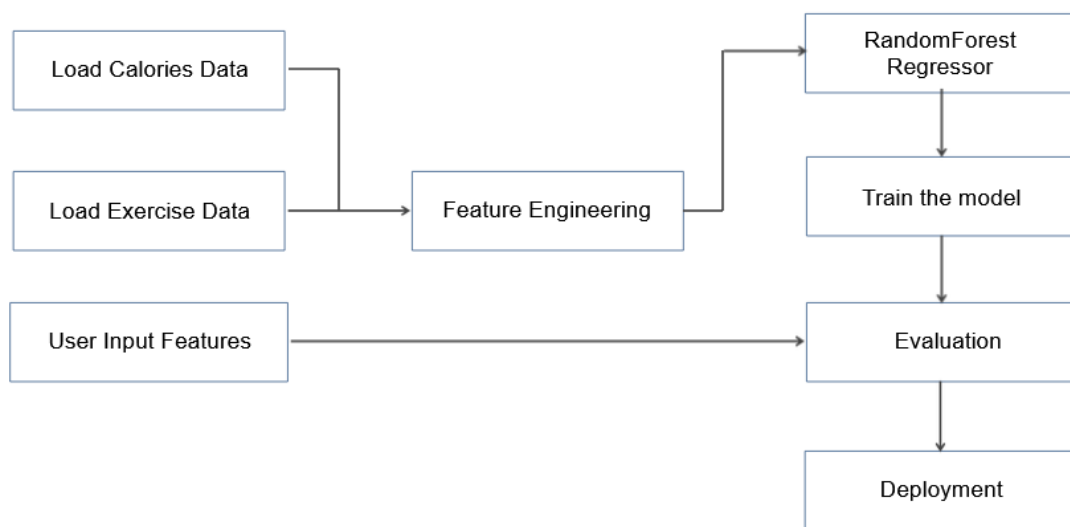 Load Calories Data
Load Exercise Data
User Input Features
Feature Engineering
RandomForest
Regressor
Train the model
Evaluation
Deployment